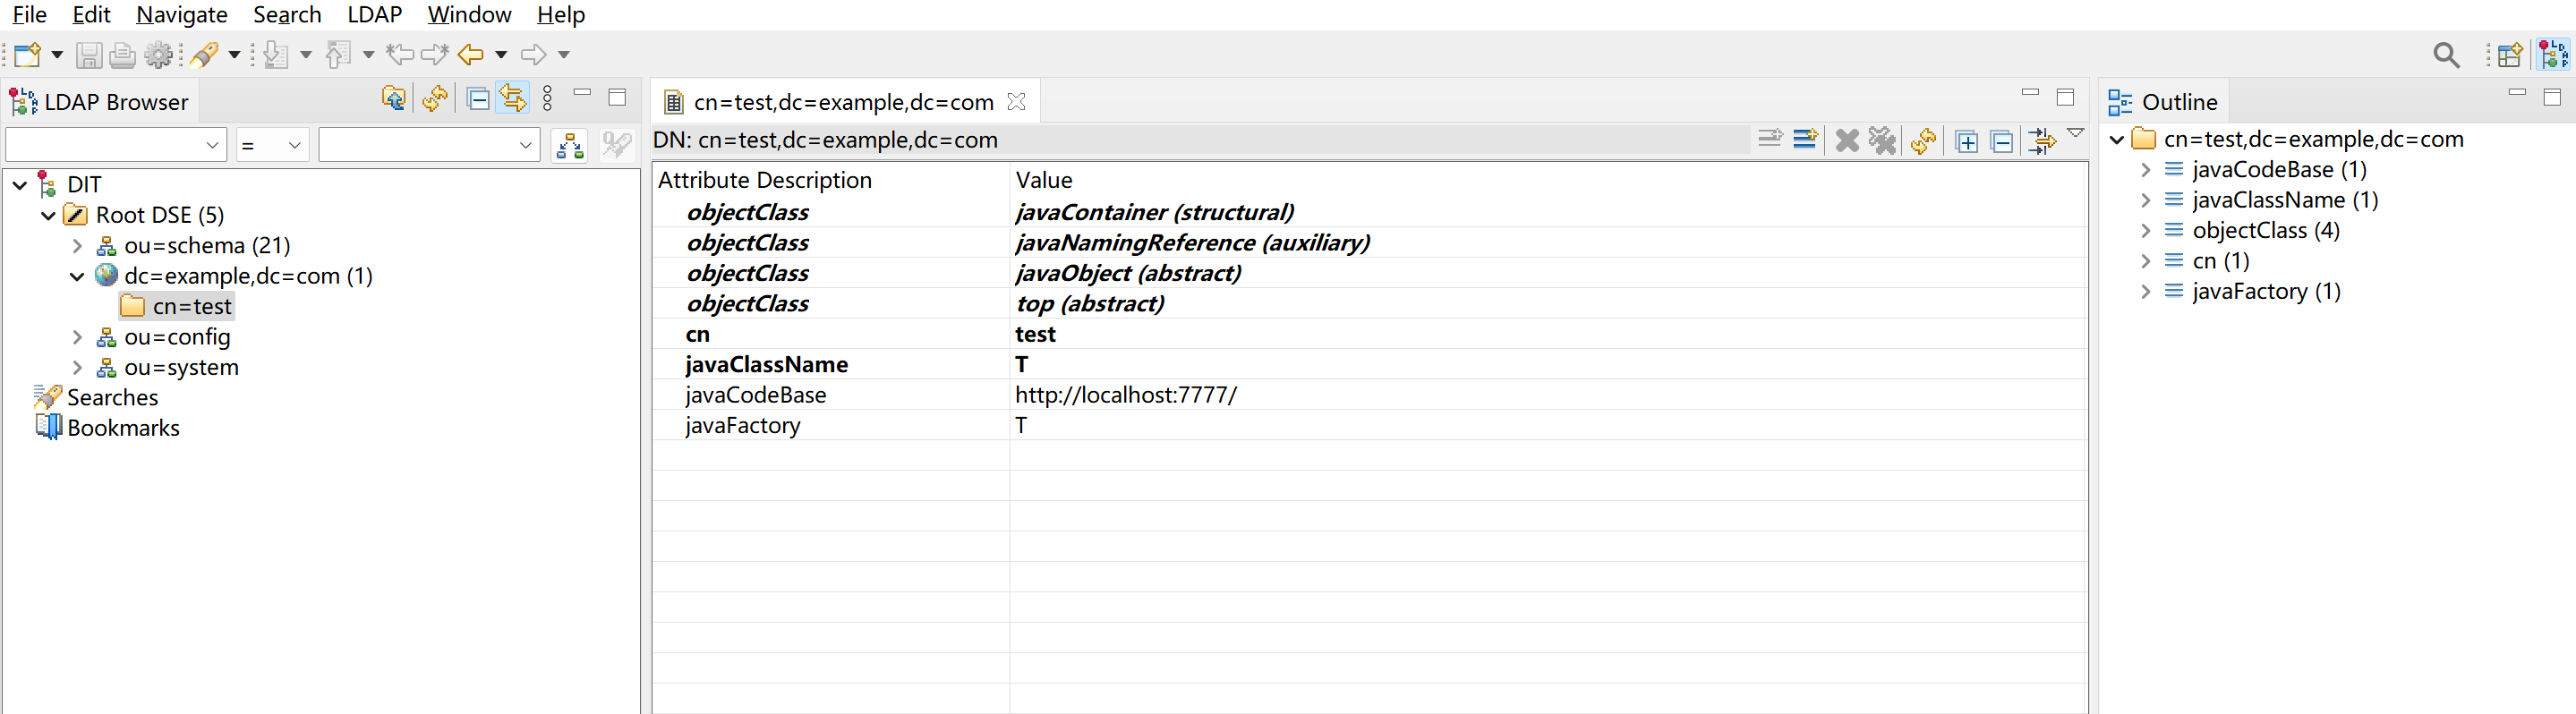 File Edit Navigate Search LDAP Window Help
LDAP Browser
=
DIT
Root DSE (5)
ou=schema (21)
dc=example,dc=com (1)
cn=test
ou=config
ou=system
Searches
Bookmarks
cn=test,dc=example,dc=com
DN: cn=test,dc=example,dc=com
Attribute Description Value
objectClass javaContainer (structural)
objectClass javaNamingReference (auxiliary)
objectClass javaObject (abstract)
objectClass top (abstract)
cn test
javaClassName T
javaCodeBase http://localhost:7777/
javaFactory T
Outline
cn=test,dc=example,dc=com
javaCodeBase (1)
javaClassName (1)
objectClass (4)
cn (1)
javaFactory (1)